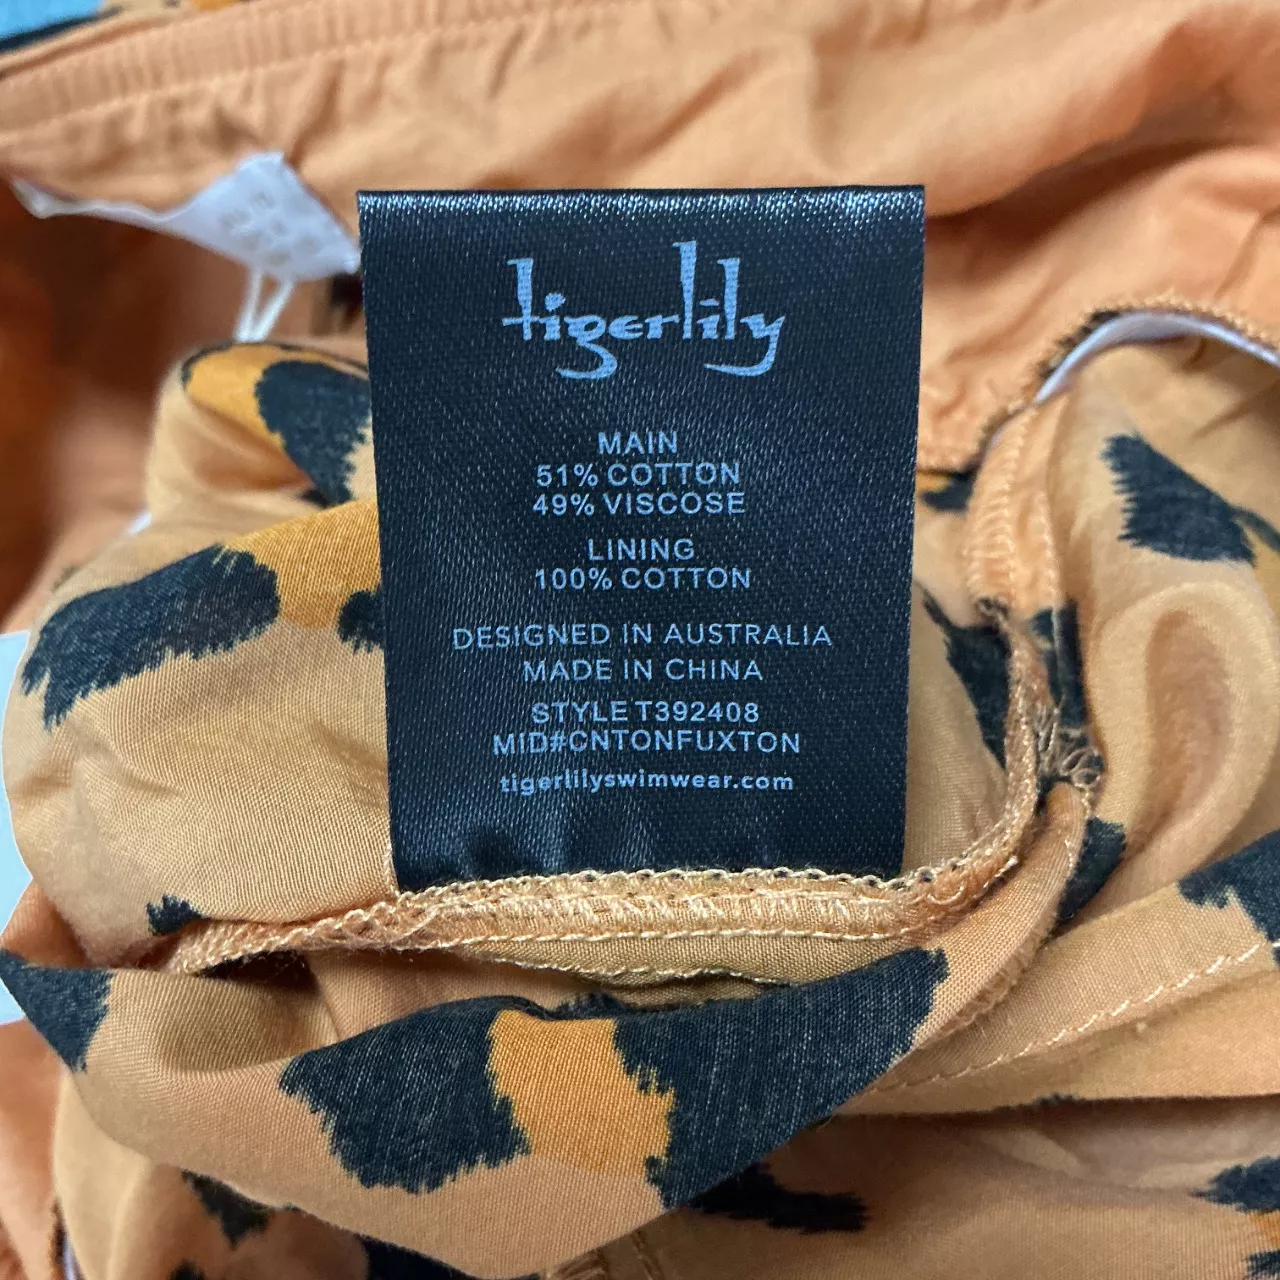 tigerlily
MAIN
51% COTTON
49% VISCOSE
LINING
100% COTTON
DESIGNED IN AUSTRALIA
MADE IN CHINA
STYLE T392408
MID#CNTONFUXTON
tigerlilyswimwear.com